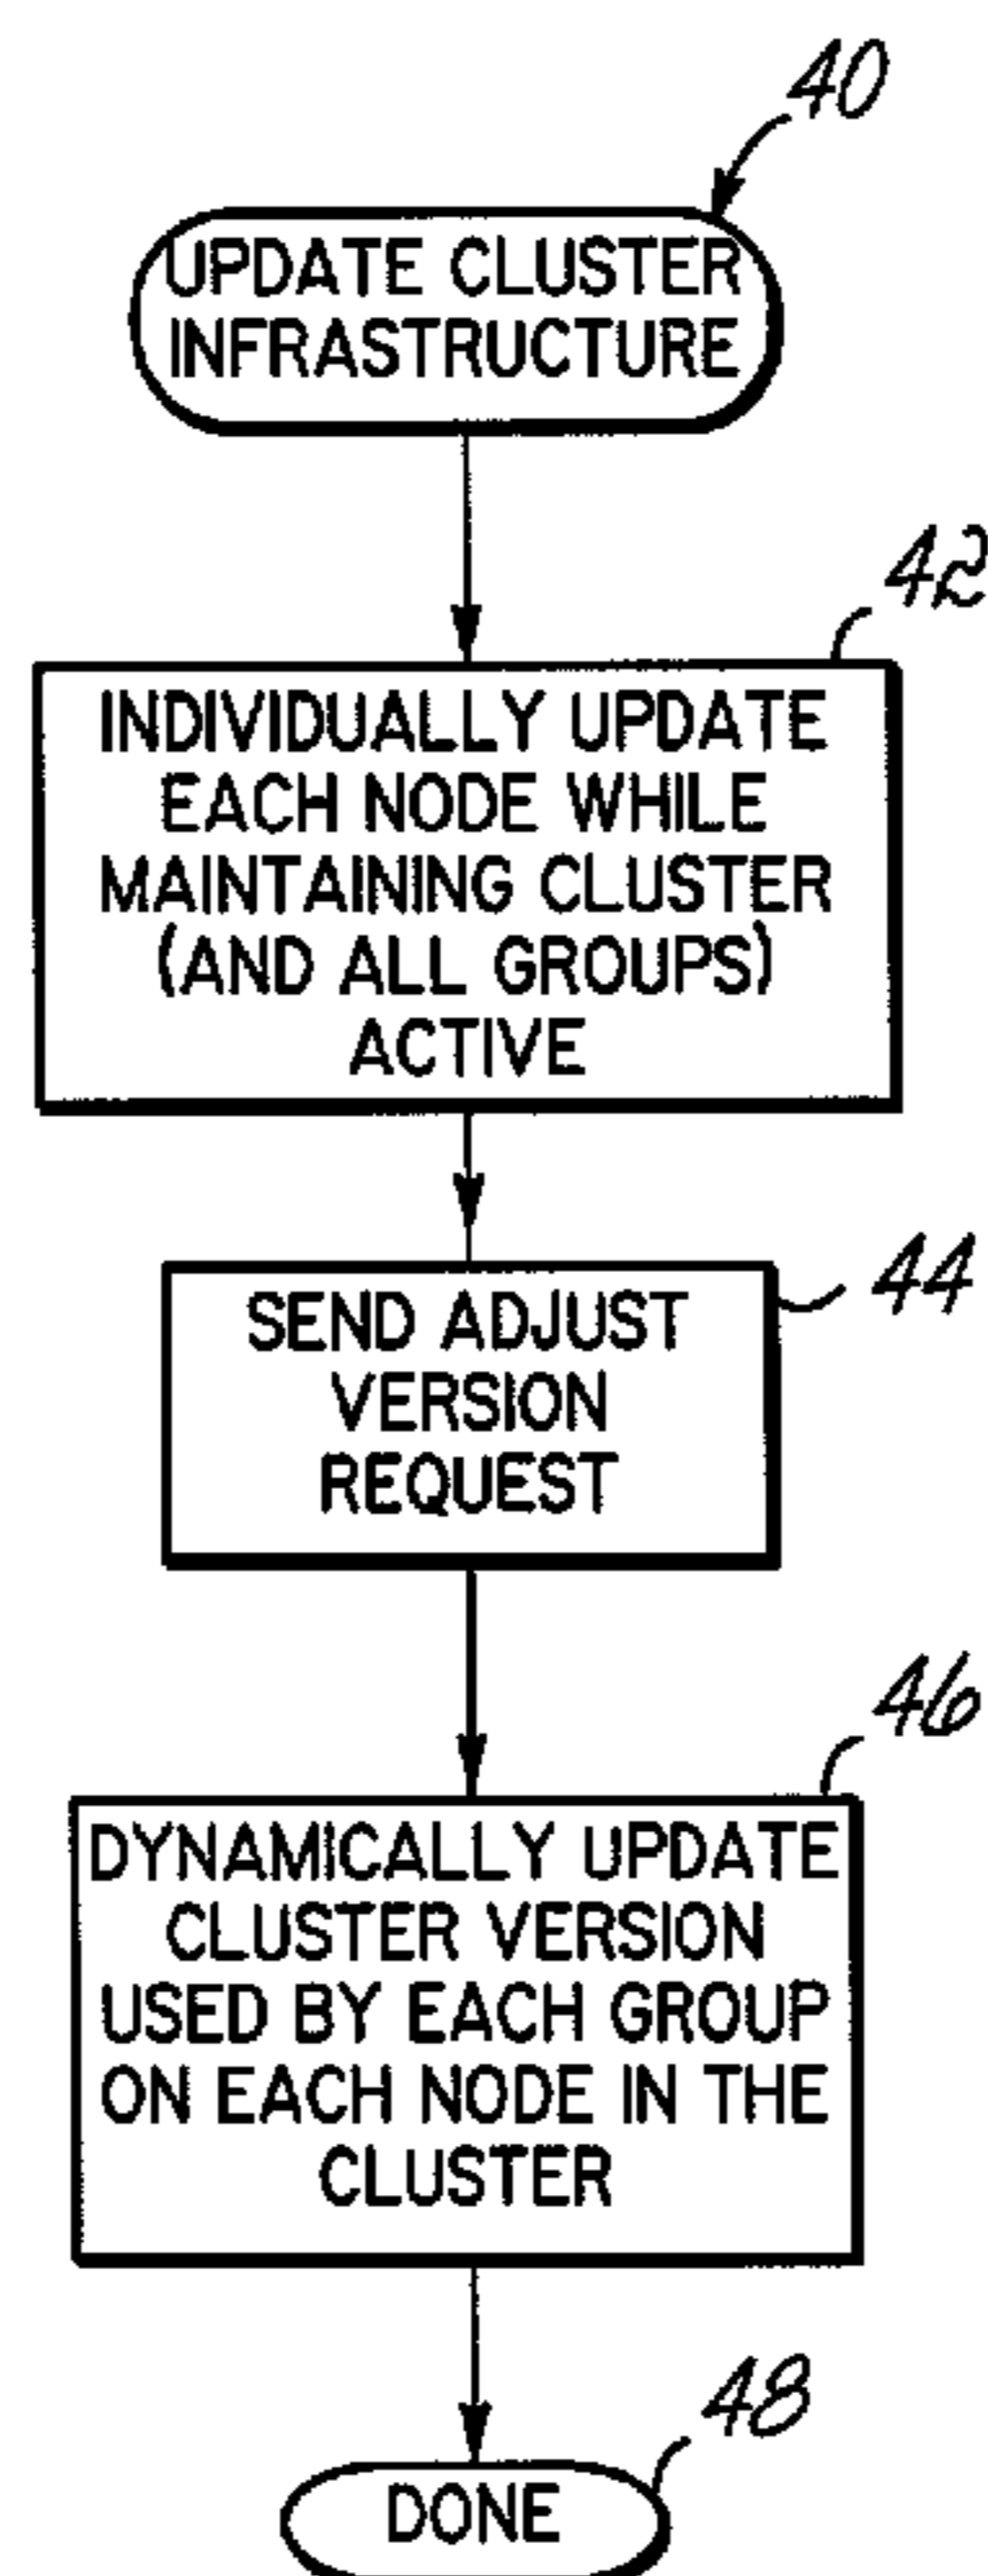 40
UPDATE CLUSTER
INFRASTRUCTURE
42
INDIVIDUALLY UPDATE
EACH NODE WHILE
MAINTAINING CLUSTER
(AND ALL GROUPS)
ACTIVE
44
SEND ADJUST
VERSION
REQUEST
46
DYNAMICALLY UPDATE
CLUSTER VERSION
USED BY EACH GROUP
ON EACH NODE IN THE
CLUSTER
48
DONE